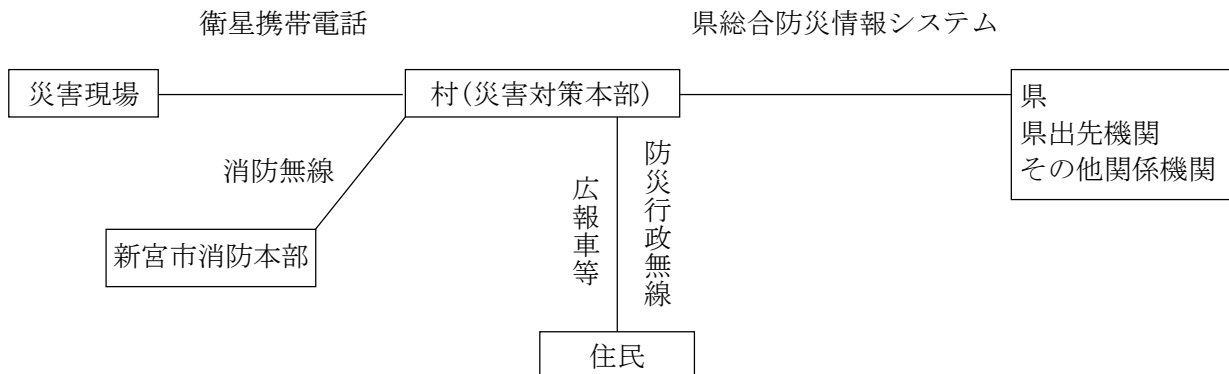 衛星携帯電話
県総合防災情報システム
災害現場
村(災害対策本部)
県
県出先機関
その他関係機関
消防無線
広報車等
防災行政無線
新宮市消防本部
住民